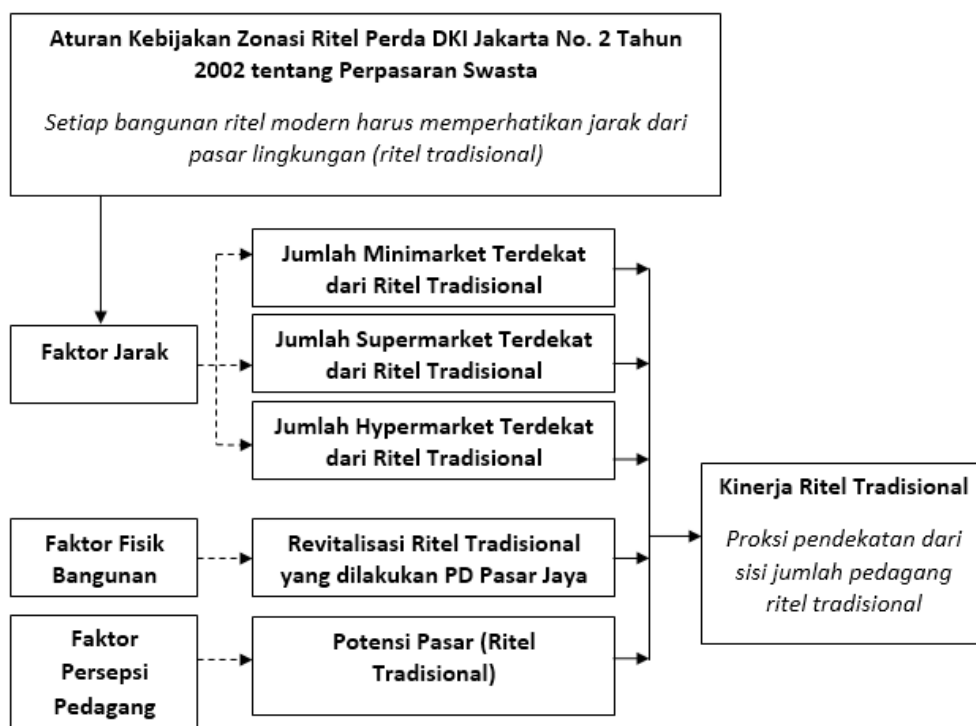 Aturan Kebijakan Zonasi Ritel Perda DKI Jakarta No. 2 Tahun
2002 tentang Perpasaran Swasta
Setiap bangunan ritel modern harus memperhatikan jarak dari
pasar lingkungan (ritel tradisional)
Faktor Jarak
Jumlah Minimarket Terdekat
dari Ritel Tradisional
Jumlah Supermarket Terdekat
dari Ritel Tradisional
Jumlah Hypermarket Terdekat
dari Ritel Tradisional
Faktor Fisik
Bangunan
Revitalisasi Ritel Tradisional
yang dilakukan PD Pasar Jaya
Faktor
Persepsi
Pedagang
Potensi Pasar (Ritel
Tradisional)
Kinerja Ritel Tradisional
Proksi pendekatan dari
sisi jumlah pedagang
ritel tradisional